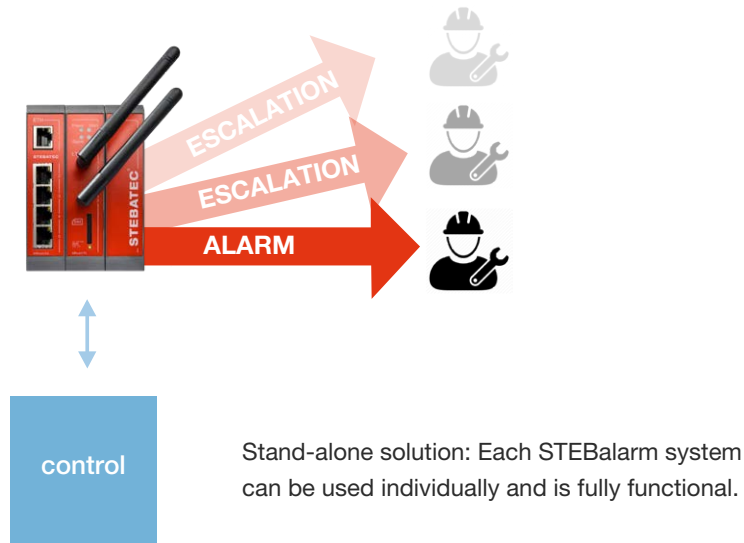 ESCALATION
ESCALATION
ALARM
STEBATEC
STEBATEC
control
Stand-alone solution: Each STEBalarm system
can be used individually and is fully functional.